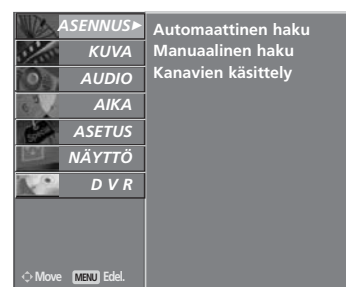 ASENNUS
KUVA
AUDIO
AIKA
ASETUS
NÄYTTÖ
D V R
Automaattinen haku
Manuaalinen haku
Kanavien käsittely
Move MENU Edel.